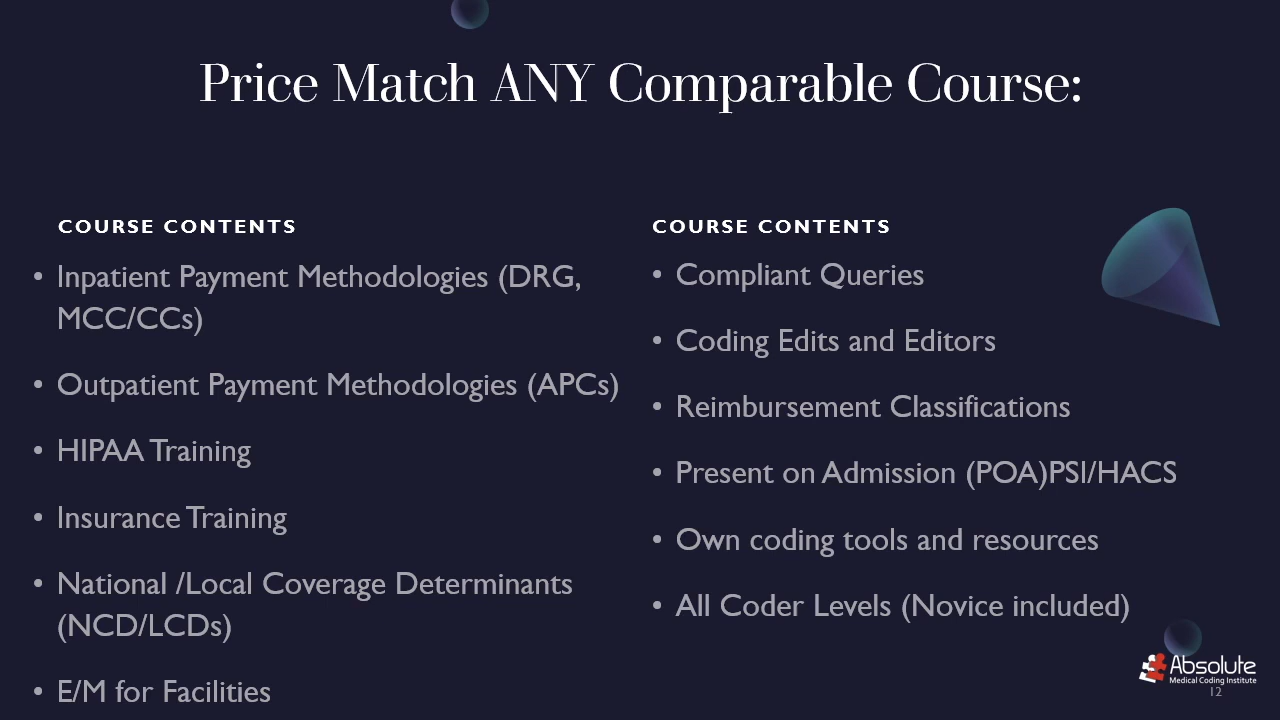 Price Match ANY Comparable Course:
COURSE CONTENTS
• Inpatient Payment Methodologies (DRG,
MCC/CCs)
• Outpatient Payment Methodologies (APCs)
• HIPAA Training
• Insurance Training
• National /Local Coverage Determinants
(NCD/LCDs)
• E/M for Facilities
COURSE CONTENTS
• Compliant Queries
• Coding Edits and Editors
• Reimbursement Classifications
• Present on Admission (POA)PSI/HACS
• Own coding tools and resources
• All Coder Levels (Novice included)
Absolute
Medical Coding Institute
12